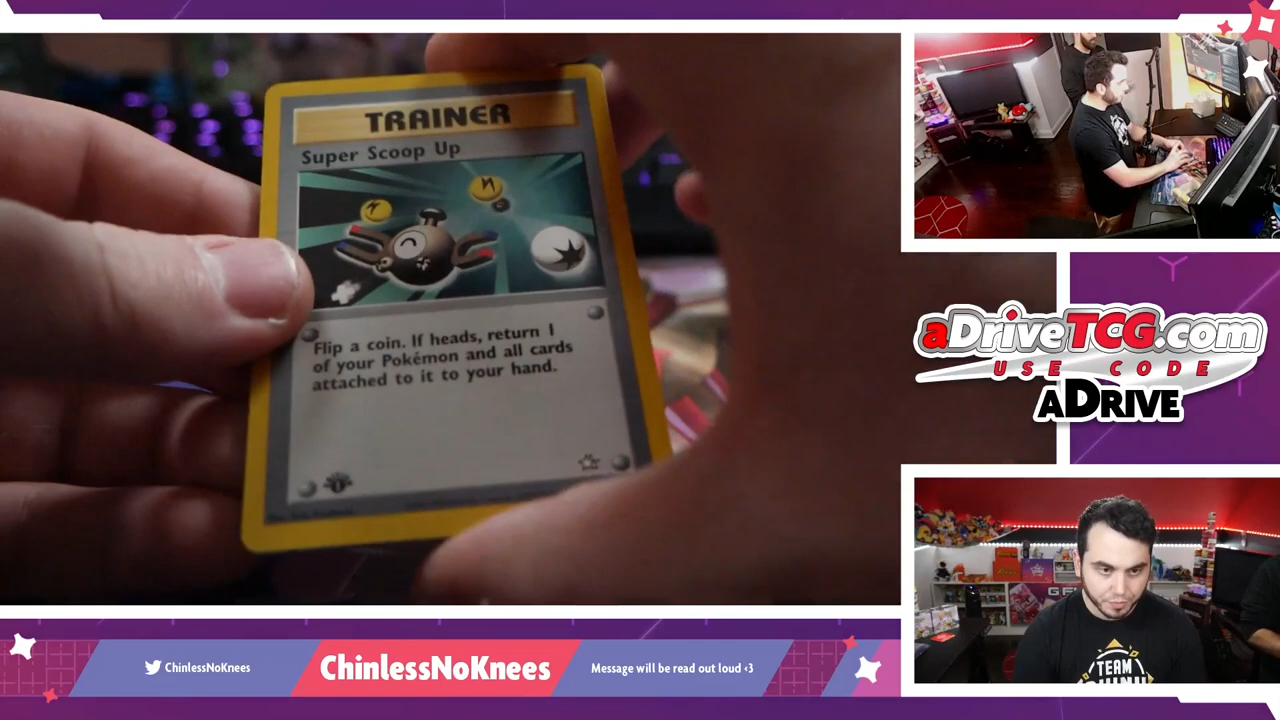 TRAINER
Super Scoop Up
Flip a coin. If heads, return 1
of your Pokémon and all cards
attached to it to your hand.
aDriveTCG.com
USE CODE
ADRIVE
TEAM
ChinlessNoKnees
ChinlessNoKnees
Message will be read out loud <3